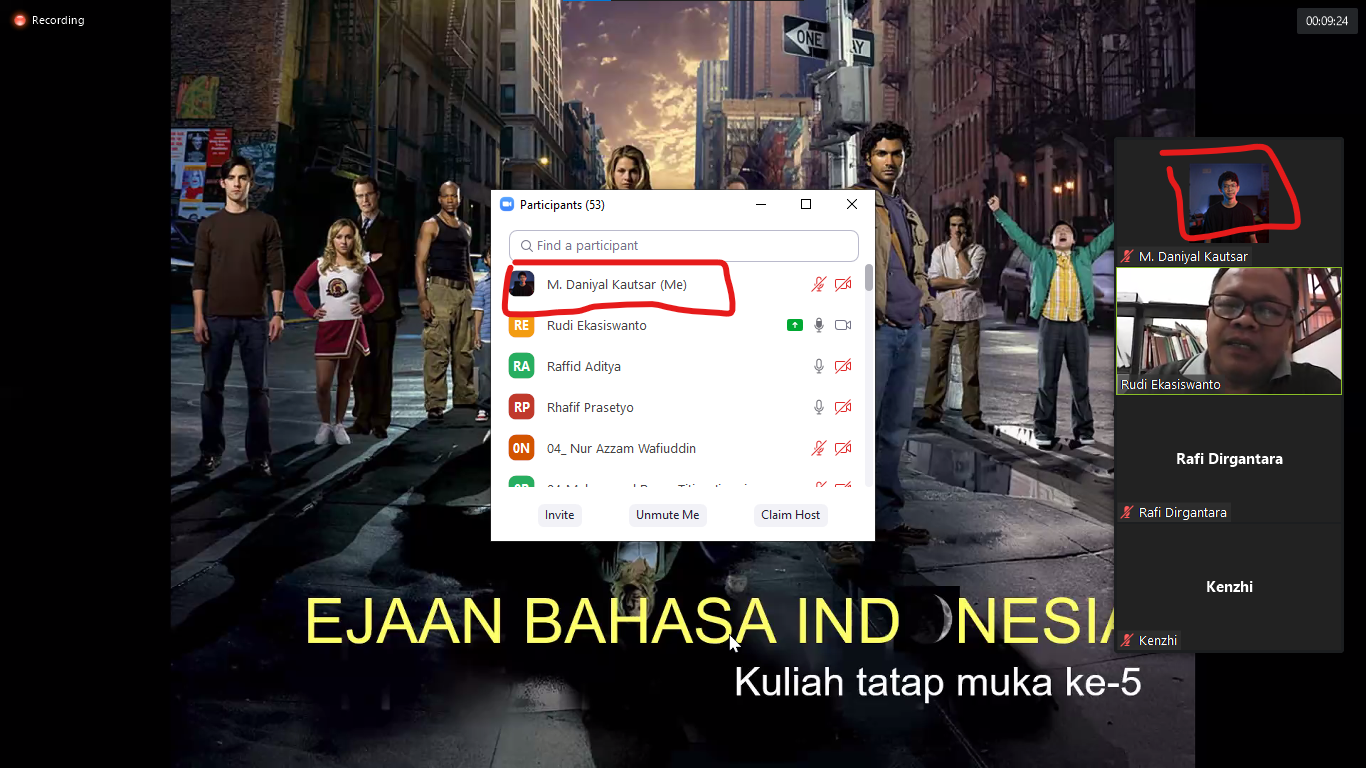 Recording
00:09:24
ONE
WAY
Participants (53)
Find a participant
M. Daniyal Kautsar (Me)
RE
Rudi Ekasiswanto
RA
Raffid Aditya
RP
Rhafif Prasetyo
0N
04_ Nur Azzam Wafiuddin
Invite
Unmute Me
Claim Host
M. Daniyal Kautsar
Rudi Ekasiswanto
Rafi Dirgantara
Rafi Dirgantara
Kenzhi
Kenzhi
EJAAN BAHASA IND NESIA
Kuliah tatap muka ke-5